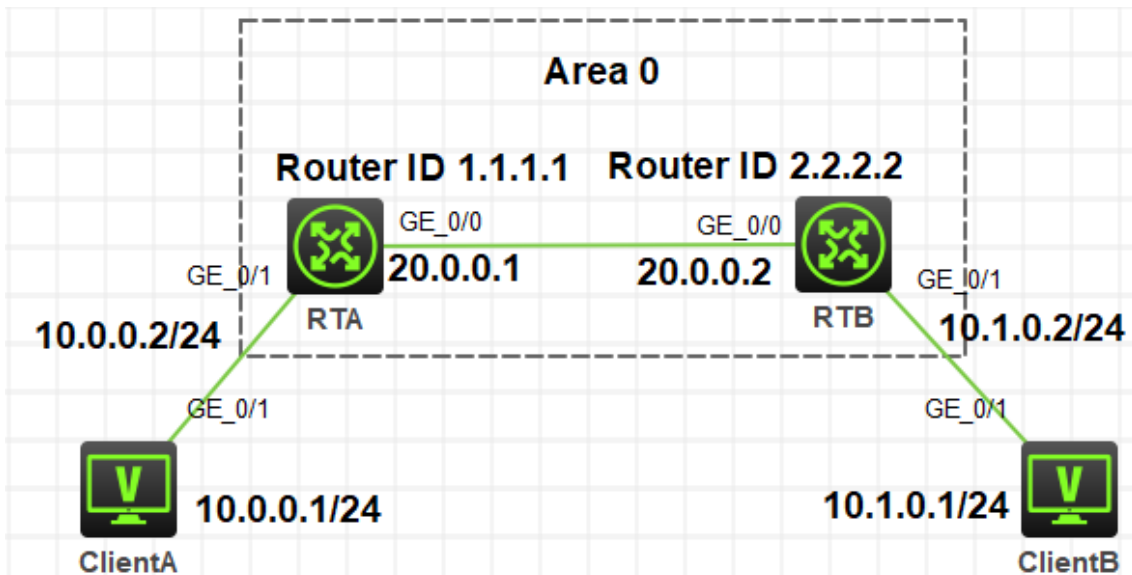 Area 0
Router ID 1.1.1.1
Router ID 2.2.2.2
GE_0/0
GE_0/0
20.0.0.1
20.0.0.2
GE_0/1
GE_0/1
RTA
RTB
10.0.0.2/24
10.1.0.2/24
GE_0/1
GE_0/1
V
V
10.0.0.1/24
10.1.0.1/24
ClientA
ClientB